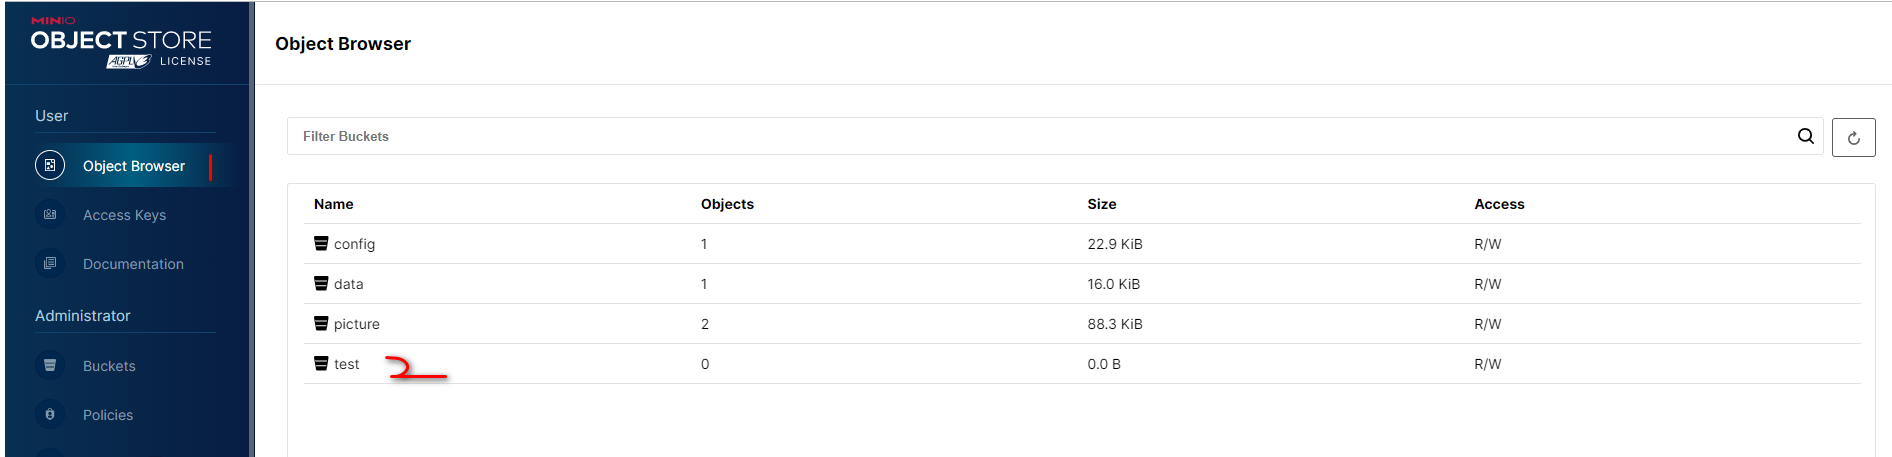 MINIO
OBJECT STORE
AGPLv3 LICENSE
User
Object Browser
Access Keys
Documentation
Administrator
Buckets
Policies
Object Browser
Filter Buckets
Name Objects Size Access
config 1 22.9 KiB R/W
data 1 16.0 KiB R/W
picture 2 88.3 KiB R/W
test 2 0 0.0 B R/W